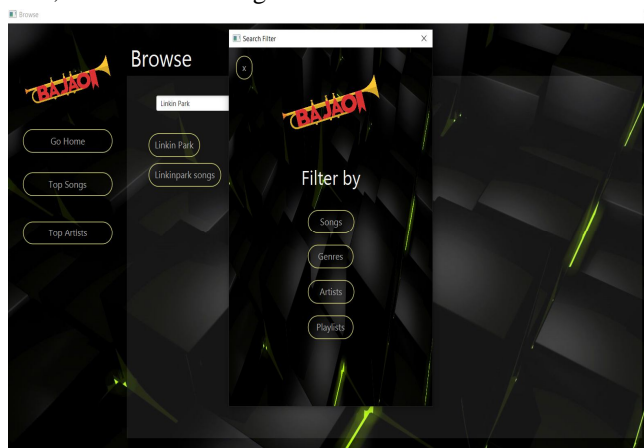 Browse
Search Filter
X
Browse
BAJAO
Linkin Park
Go Home
Linkin Park
Linkinpark songs
Top Songs
Top Artists
x
BAJAO
Filter by
Songs
Genres
Artists
Playlists